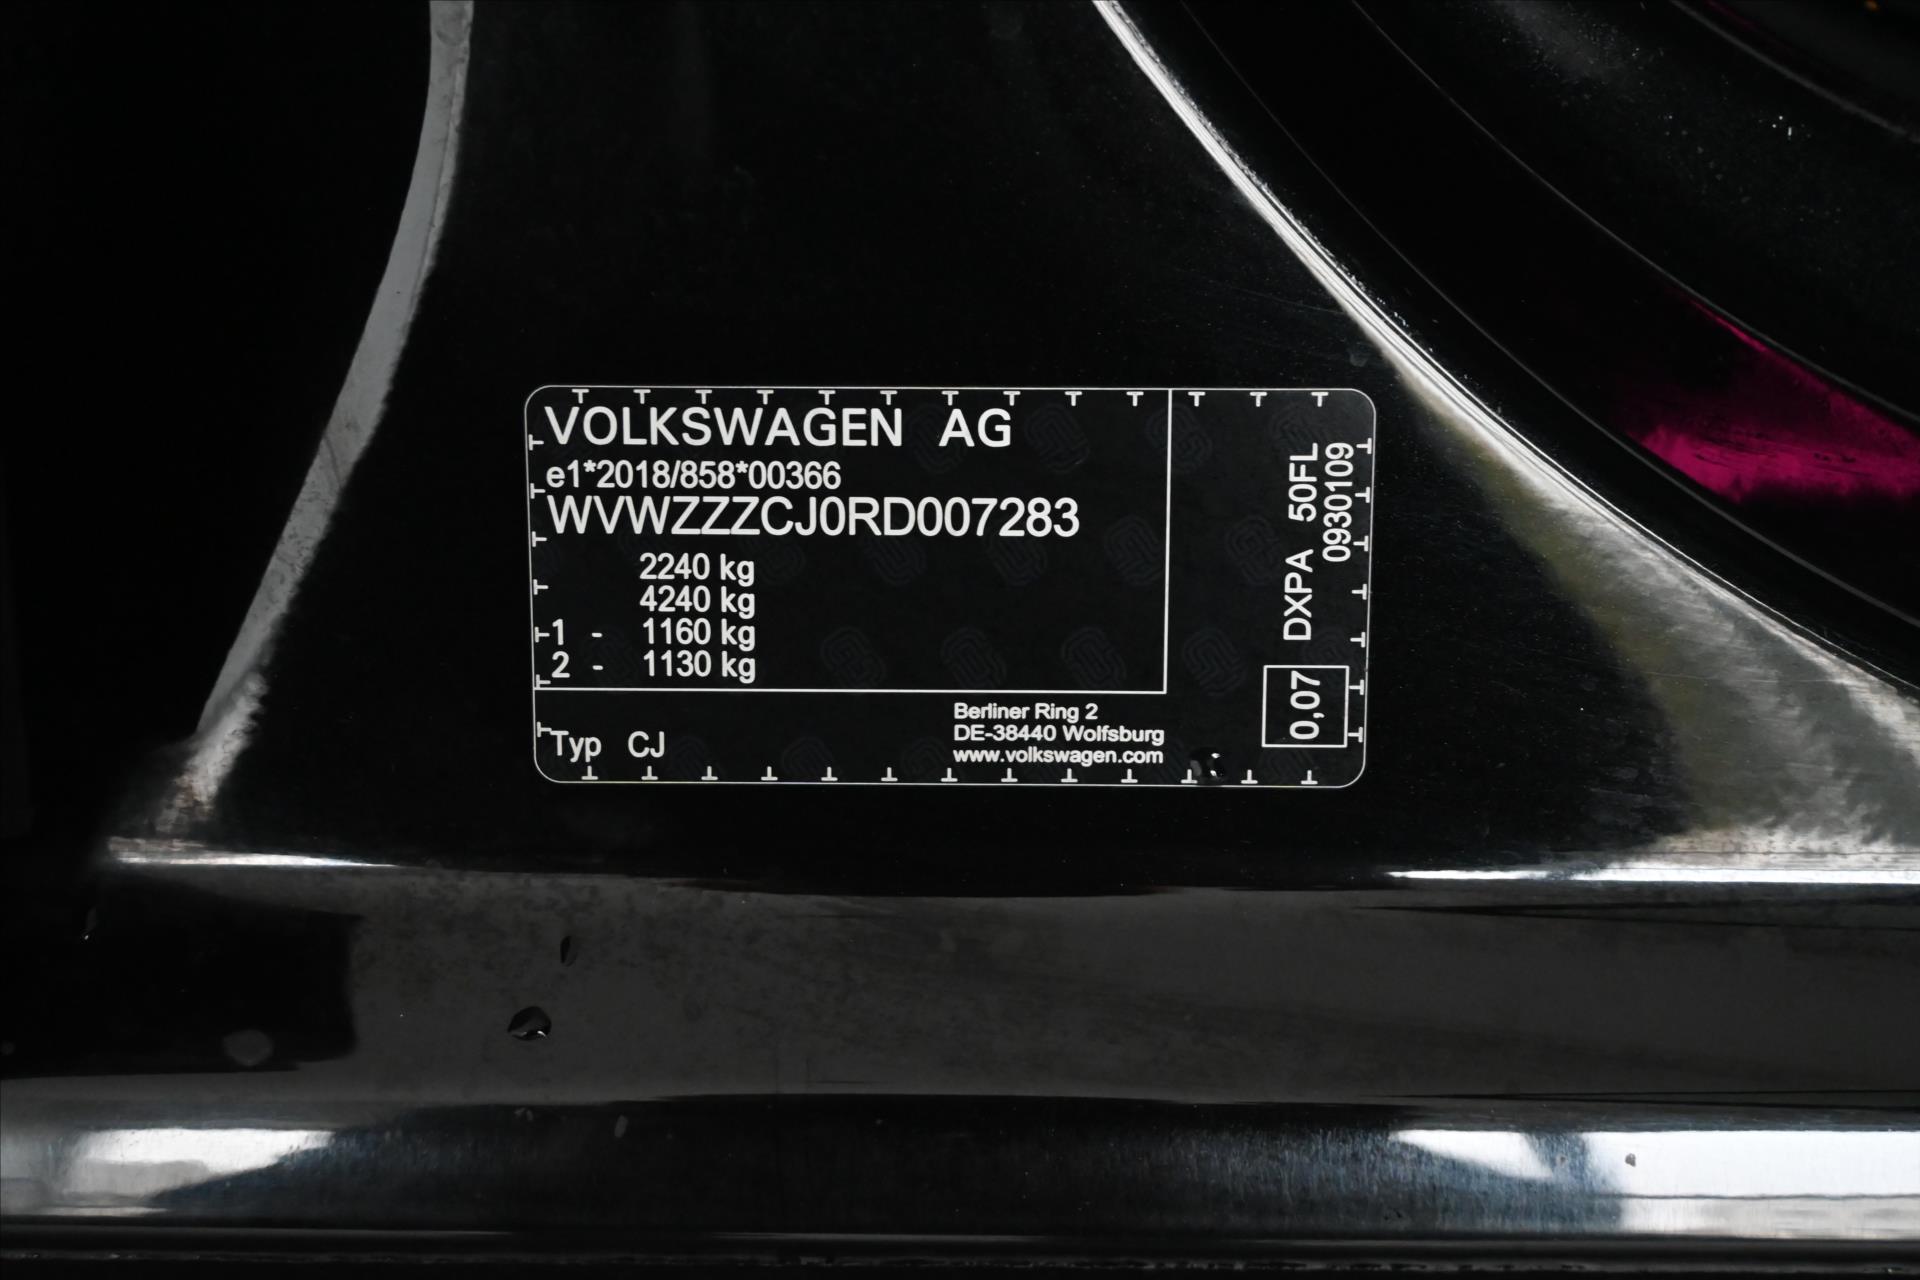 VOLKSWAGEN AG
e1*2018/858*00366
WVWZZZCJ0RD007283
2240 kg
4240 kg
1 - 1160 kg
2 - 1130 kg
Typ CJ
Berliner Ring 2
DE-38440 Wolfsburg
www.volkswagen.com
0,07
DXPA 50FL
0930109